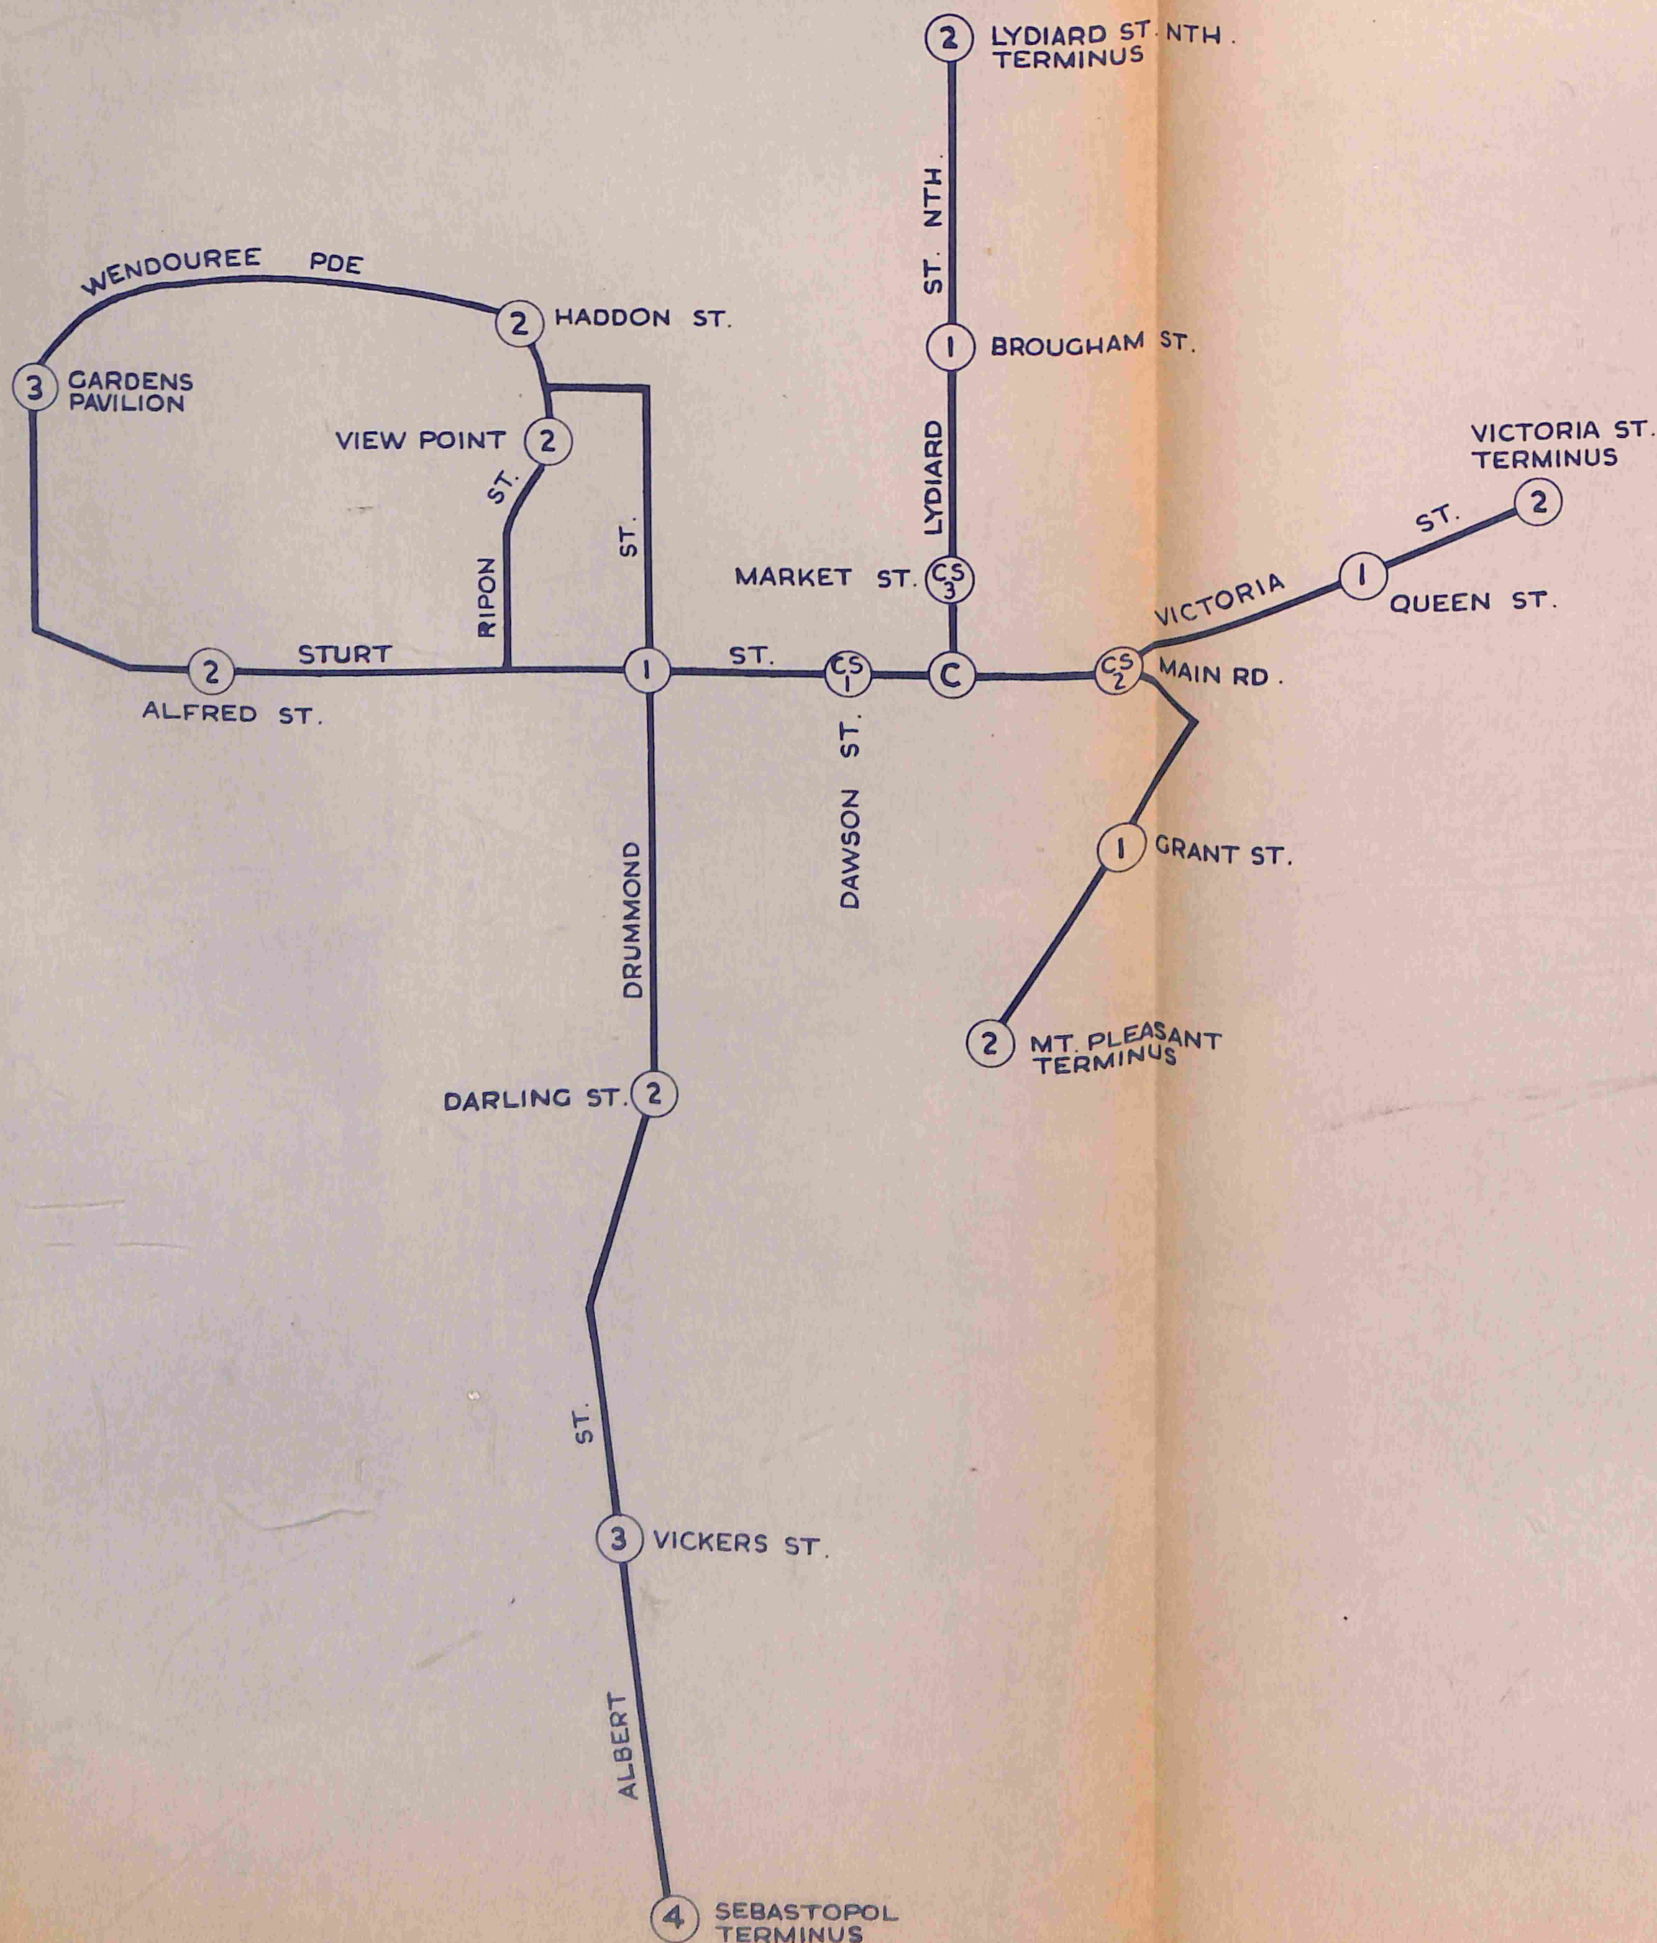 2 LYDIARD ST. NTH.
TERMINUS
ST. NTH.
WENDOUREE PDE
2 HADDON ST.
1 BROUGHAM ST.
3 GARDENS
PAVILION
VIEW POINT 2
ST.
RIPON
ST.
LYDIARD
VICTORIA ST.
TERMINUS
2
ST.
MARKET ST. CS
3
VICTORIA
1
QUEEN ST.
STURT
ST.
2
1
CS
1
C
CS
2
MAIN RD.
ALFRED ST.
DAWSON ST.
DRUMMOND
1 GRANT ST.
2 MT. PLEASANT
TERMINUS
DARLING ST. 2
ST.
3 VICKERS ST.
ALBERT
4 SEBASTOPOL
TERMINUS